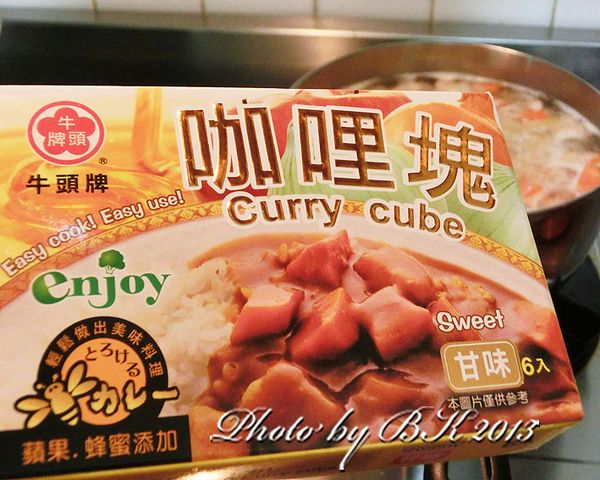 牛頭牌
®
牛頭牌
咖哩塊
Curry cube
Easy cook! Easy use!
enjoy
輕鬆做出美味料理
とろける
カレー
蘋果.蜂蜜添加
Sweet
甘味 6入
本圖片僅供參考
Photo by BK 2013